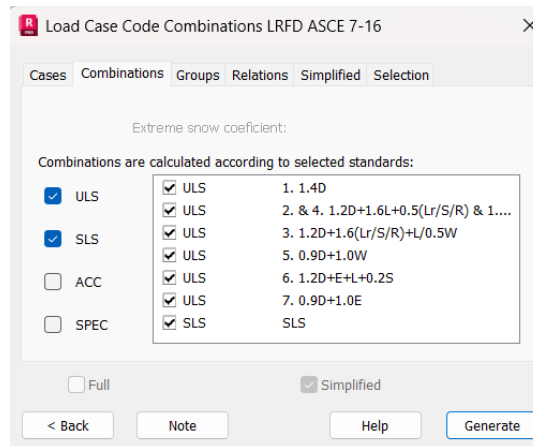 R PRO Load Case Code Combinations LRFD ASCE 7-16
Cases Combinations Groups Relations Simplified Selection
Extreme snow coeficient:
Combinations are calculated according to selected standards:
ULS
SLS
ACC
SPEC
ULS 1. 1.4D
ULS 2. & 4. 1.2D+1.6L+0.5(Lr/S/R) & 1....
ULS 3. 1.2D+1.6(Lr/S/R)+L/0.5W
ULS 5. 0.9D+1.0W
ULS 6. 1.2D+E+L+0.2S
ULS 7. 0.9D+1.0E
SLS SLS
Full Simplified
< Back Note Help Generate